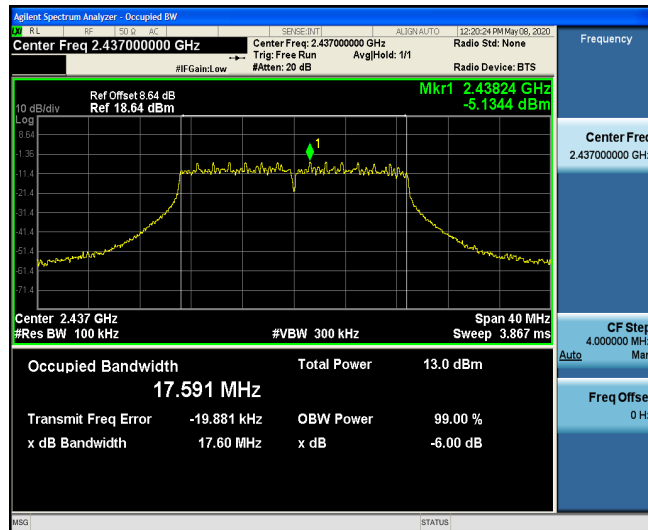 Agilent Spectrum Analyzer - Occupied BW
RL RF 50 Ω AC SENSE:INT ALIGN AUTO 12:20:24 PM May 08, 2020
Center Freq 2.437000000 GHz
Center Freq: 2.437000000 GHz
Radio Std: None
Trig: Free Run Avg|Hold: 1/1
#IFGain:Low #Atten: 20 dB Radio Device: BTS
Ref Offset 8.64 dB
10 dB/div Ref 18.64 dBm
Mkr1 2.43824 GHz
-5.1344 dBm
Log
8.64
-1.36
-11.4
-21.4
-31.4
-41.4
-51.4
-61.4
-71.4
1
Center 2.437 GHz Span 40 MHz
#Res BW 100 kHz #VBW 300 kHz Sweep 3.867 ms
Occupied Bandwidth Total Power 13.0 dBm
17.591 MHz
Transmit Freq Error -19.881 kHz OBW Power 99.00 %
x dB Bandwidth 17.60 MHz x dB -6.00 dB
MSG STATUS
Frequency
Center Freq
2.437000000 GHz
CF Step
4.000000 MHz
Auto Man
Freq Offset
0 Hz